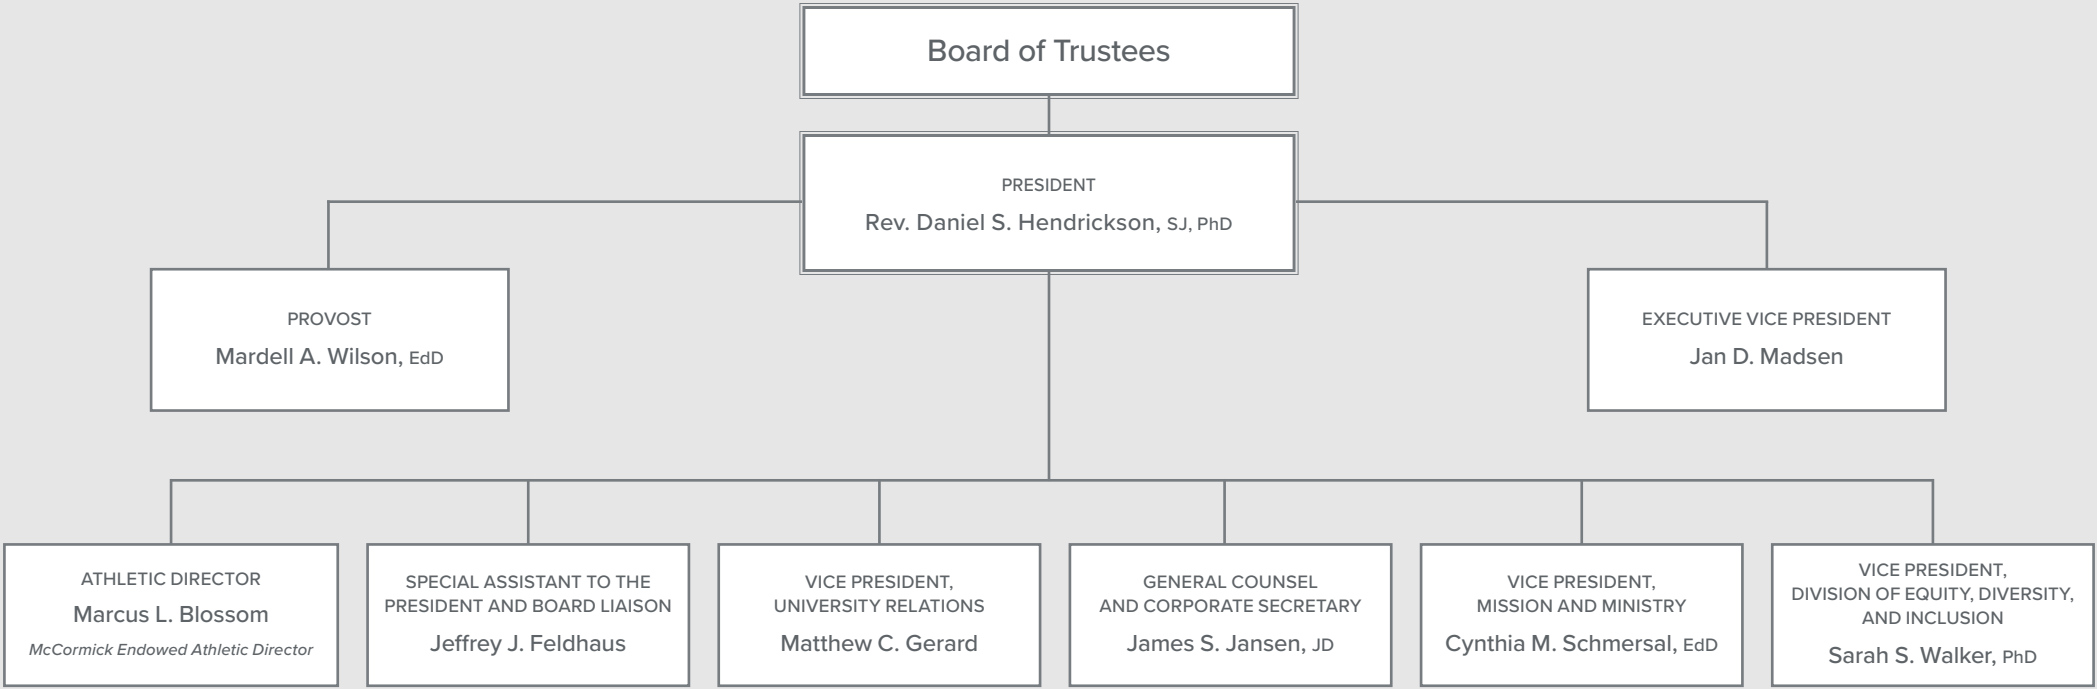 Board of Trustees
PRESIDENT
Rev. Daniel S. Hendrickson, SJ, PhD
PROVOST
Mardell A. Wilson, EdD
EXECUTIVE VICE PRESIDENT
Jan D. Madsen
ATHLETIC DIRECTOR
Marcus L. Blossom
McCormick Endowed Athletic Director
SPECIAL ASSISTANT TO THE
PRESIDENT AND BOARD LIAISON
Jeffrey J. Feldhaus
VICE PRESIDENT,
UNIVERSITY RELATIONS
Matthew C. Gerard
GENERAL COUNSEL
AND CORPORATE SECRETARY
James S. Jansen, JD
VICE PRESIDENT,
MISSION AND MINISTRY
Cynthia M. Schmersal, EdD
VICE PRESIDENT,
DIVISION OF EQUITY, DIVERSITY,
AND INCLUSION
Sarah S. Walker, PhD